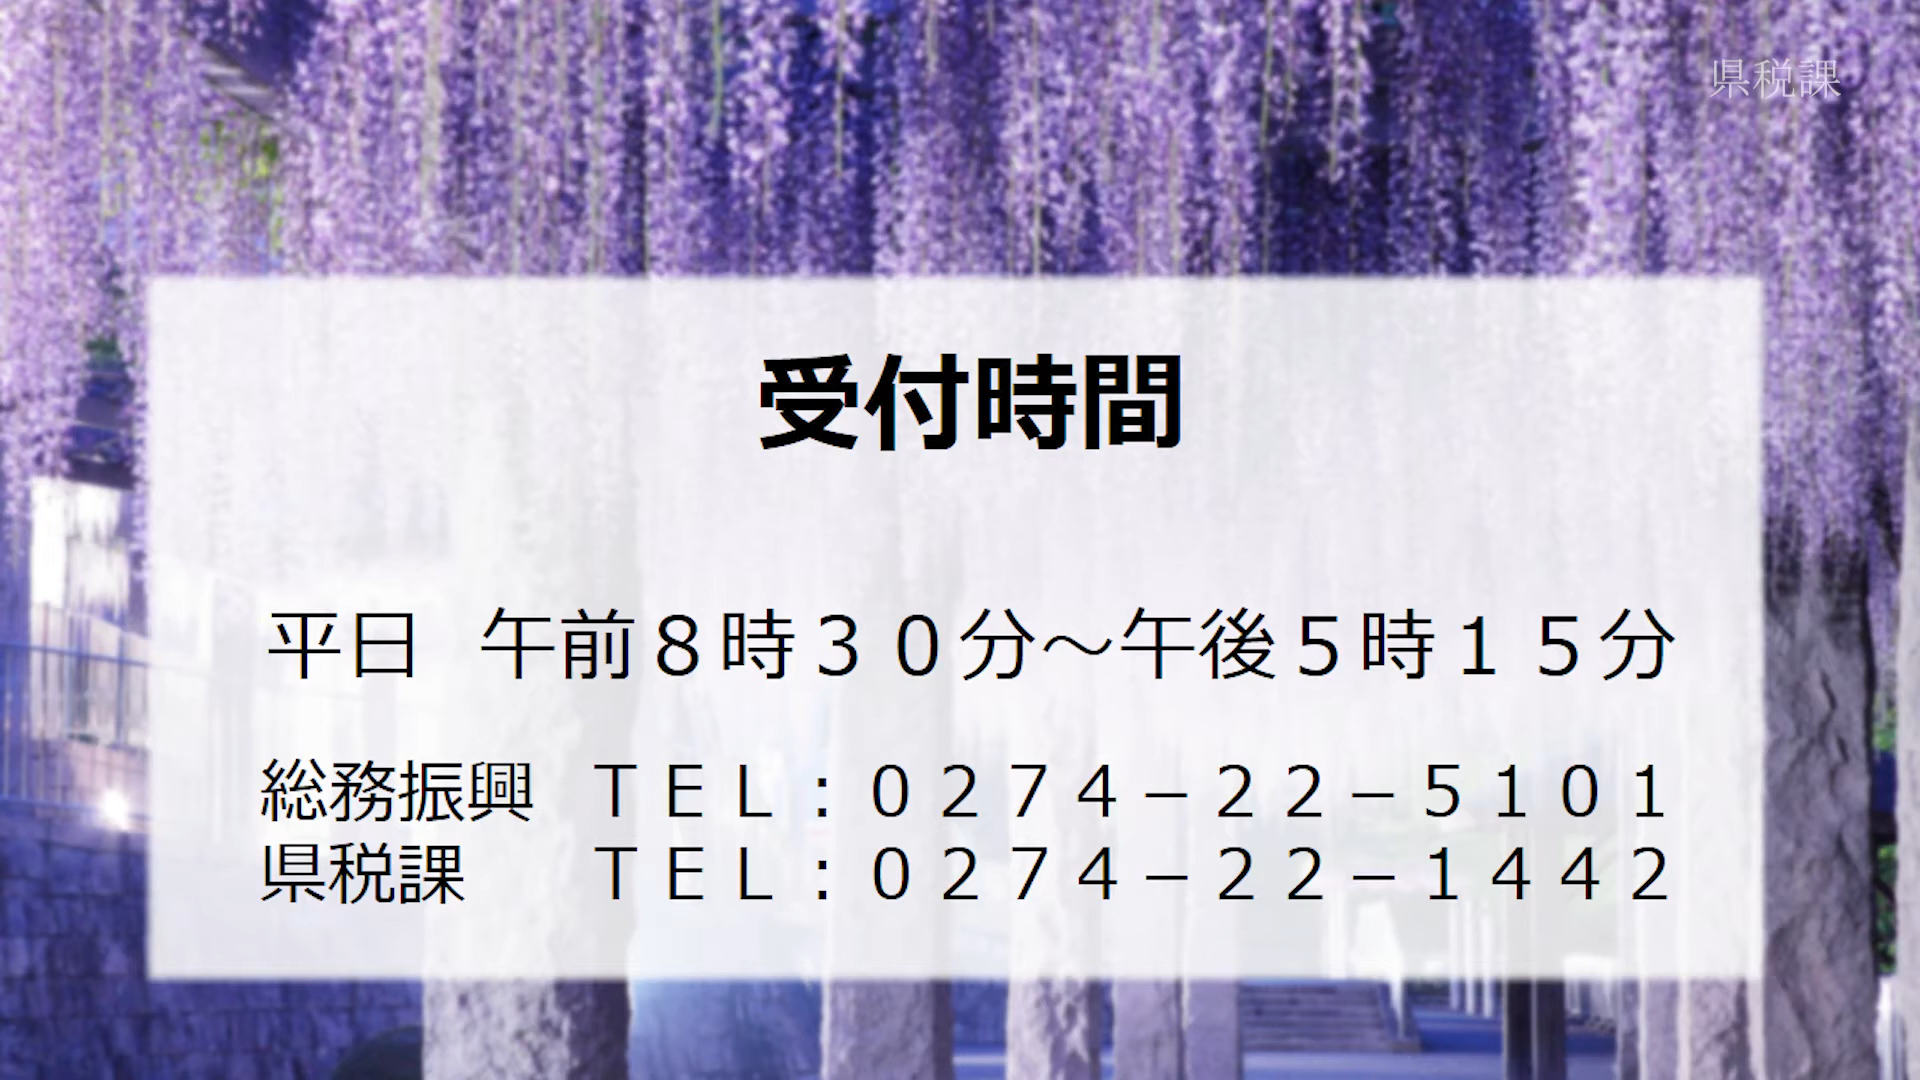 県税課
受付時間
平日　午前８時３０分～午後５時１５分
総務振興　ＴＥＬ：０２７４－２２－５１０１
県税課　　ＴＥＬ：０２７４－２２－１４４２